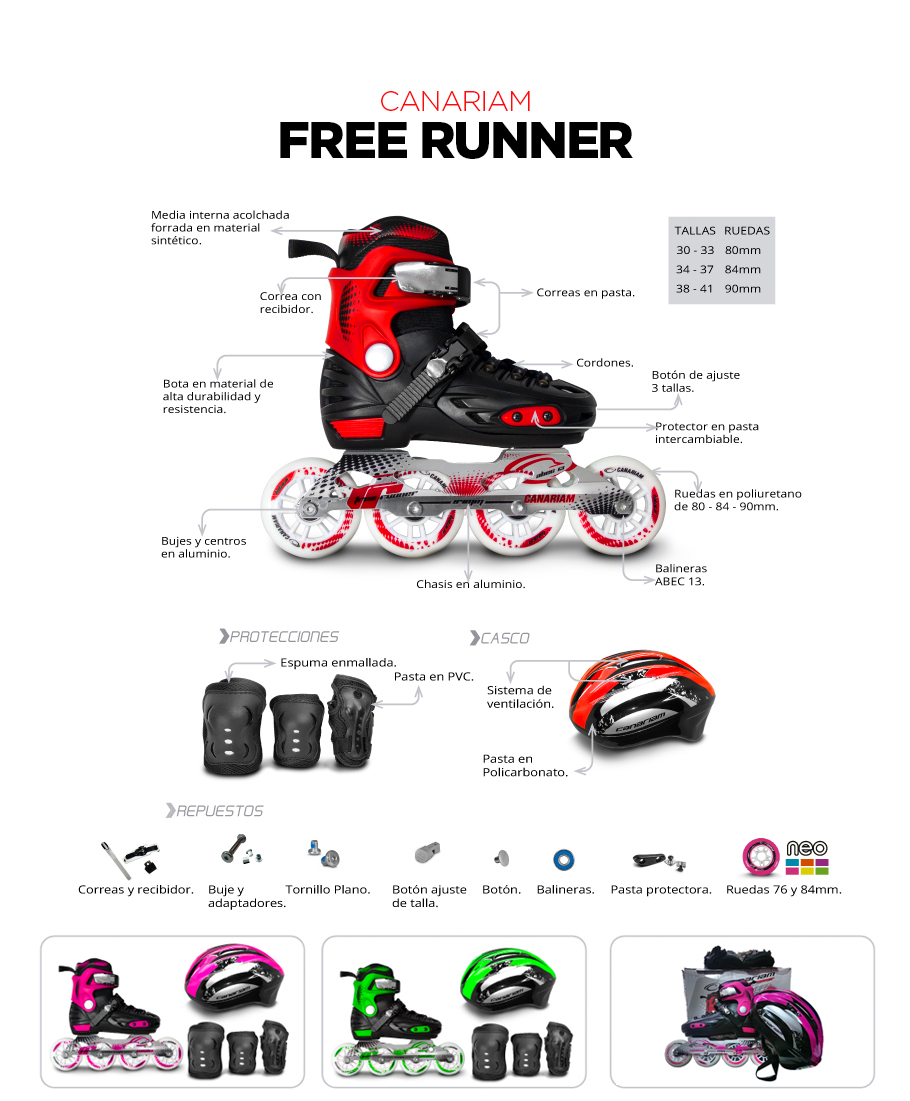 CANARIAM
FREE RUNNER
Media interna acolchada
forrada en material
sintético.
TALLAS RUEDAS
30 - 33 80mm
34 - 37 84mm
38 - 41 90mm
Correa con
recibidor.
Correas en pasta.
Cordones.
Botón de ajuste
3 tallas.
Bota en material de
alta durabilidad y
resistencia.
Protector en pasta
intercambiable.
CANARIAM
CANARIAM
free runner
CANARIAM
Ruedas en poliuretano
de 80 - 84 - 90mm.
Bujes y centros
en aluminio.
Balineras
ABEC 13.
Chasis en aluminio.
PROTECCIONES
CASCO
Espuma enmallada.
Pasta en PVC.
Sistema de
ventilación.
canariam
Pasta en
Policarbonato.
REPUESTOS
neo
Correas y recibidor.
Buje y
adaptadores.
Tornillo Plano.
Botón ajuste
de talla.
Botón.
Balineras.
Pasta protectora.
Ruedas 76 y 84mm.
canariam
canariam